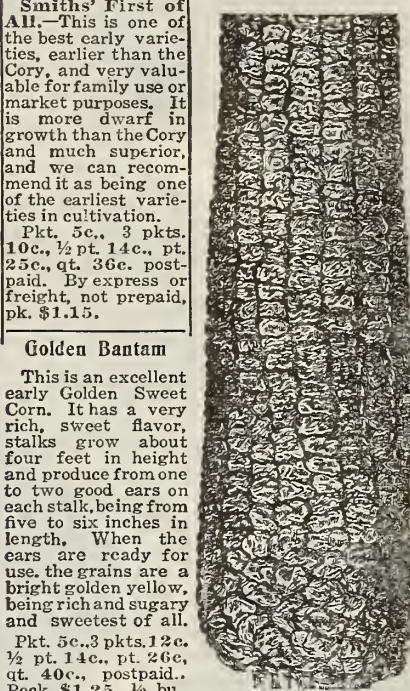 Smiths' First of
All.—This is one of
the best early varie-
ties, earlier than the
Cory, and very valu-
able for family use or
market purposes. It
is more dwarf in
growth than the Cory
and much superior,
and we can recom-
mend it as being one
of the earliest varie-
ties in cultivation.
Pkt. 5c., 3 pkts.
10c., ½ pt. 14c., pt.
25c., qt. 36c. post-
paid. By express or
freight, not prepaid,
pk. $1.15.
Golden Bantam
This is an excellent
early Golden Sweet
Corn. It has a very
rich, sweet flavor,
stalks grow about
four feet in height
and produce from one
to two good ears on
each stalk, being from
five to six inches in
length. When the
ears are ready for
use. the grains are a
bright golden yellow,
being rich and sugary
and sweetest of all.
Pkt. 5c., 3 pkts. 12c.
½ pt. 14c., pt. 26c,
qt. 40c., postpaid..
Peck $1.25, ½ bu.